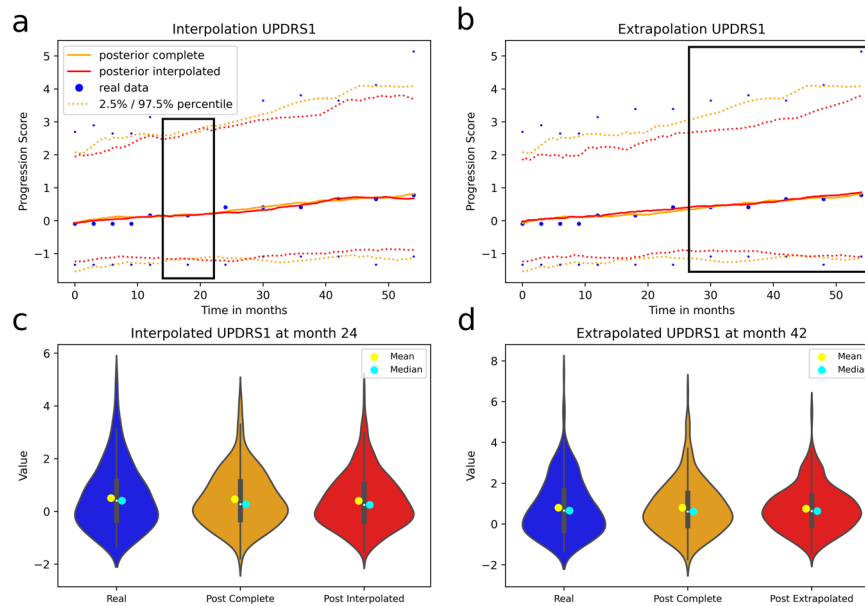 a
Interpolation UPDRS1
posterior complete
posterior interpolated
real data
2.5% / 97.5% percentile
Progression Score
5
4
3
2
1
0
−1
0 10 20 30 40 50
Time in months
b
Extrapolation UPDRS1
Progression Score
5
4
3
2
1
0
−1
0 10 20 30 40 50
Time in months
c
Interpolated UPDRS1 at month 24
Mean
Median
Value
6
4
2
0
−2
Real Post Complete Post Interpolated
d
Extrapolated UPDRS1 at month 42
Mean
Median
Value
8
6
4
2
0
−2
Real Post Complete Post Extrapolated